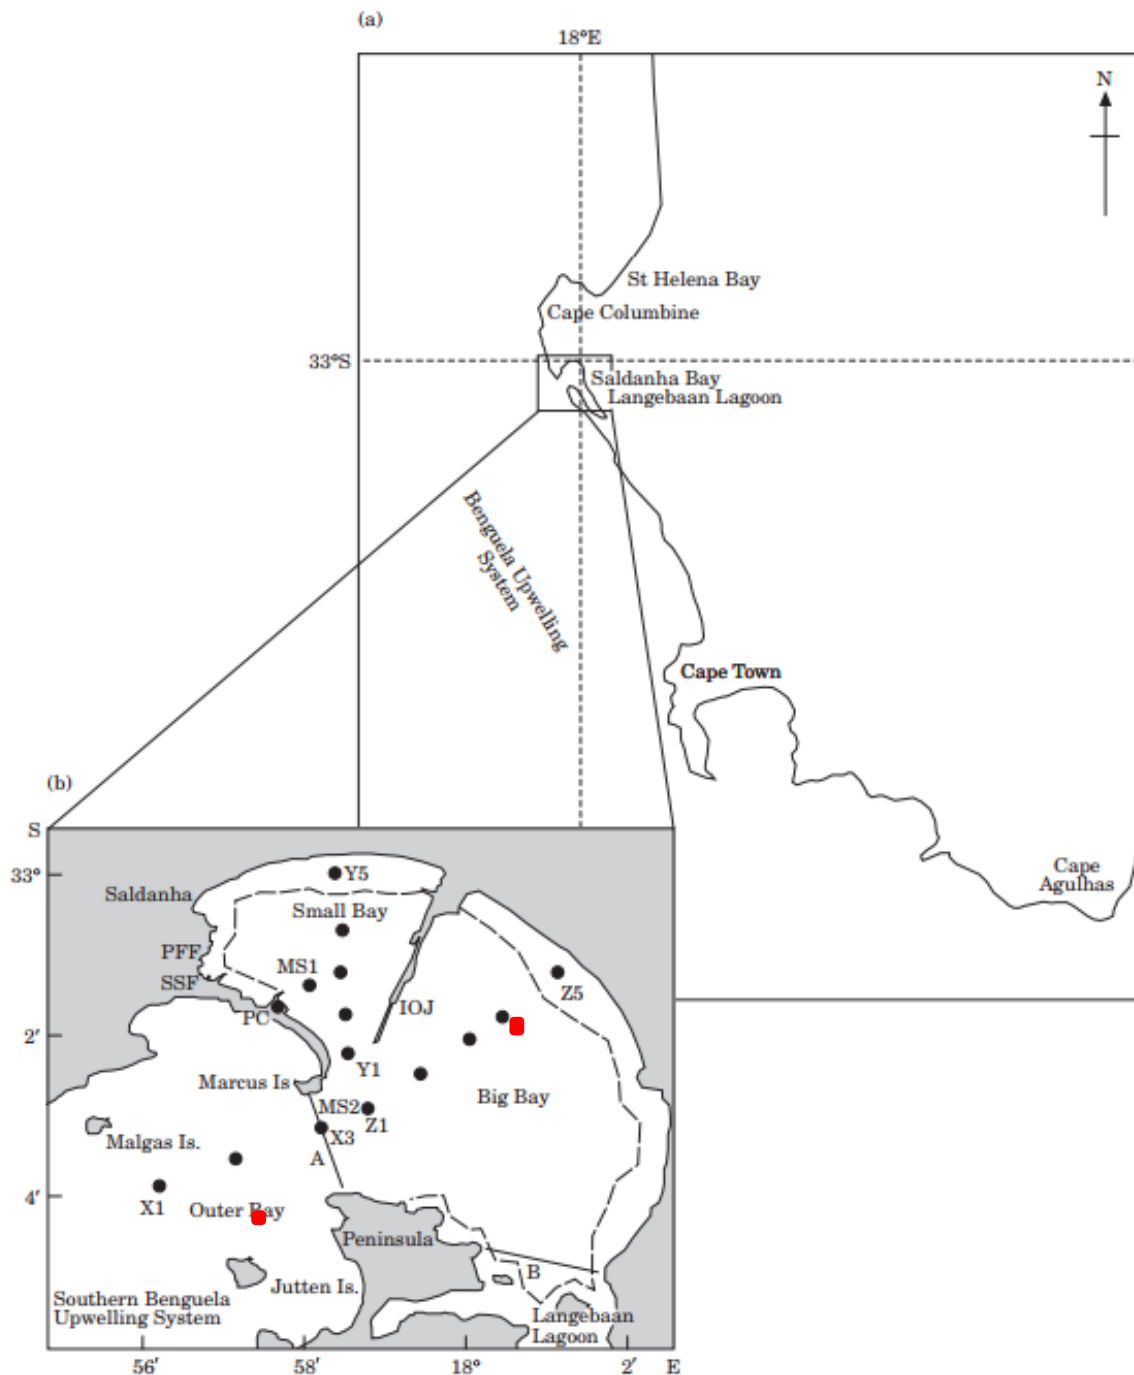 (a)
18°E
N
St Helena Bay
Cape Columbine
33°S
Saldanha Bay
Langebaan Lagoon
Benguela Upwelling
System
Cape Town
Cape
Agulhas
(b)
S
33°
Y5
Saldanha
Small Bay
PFF
MS1
SSF
Z5
IOJ
PC
2'
Y1
Marcus Is
Big Bay
MS2
Z1
X3
Malgas Is.
A
4'
X1
Outer Bay
Peninsula
B
Jutten Is.
Southern Benguela
Upwelling System
Langebaan
Lagoon
56'
58'
18°
2'
E